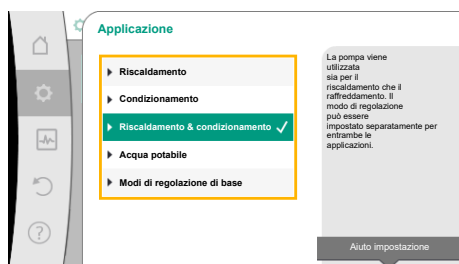 Applicazione
Riscaldamento
Condizionamento
Riscaldamento & condizionamento
Acqua potabile
Modi di regolazione di base
La pompa viene
utilizzata
sia per il
riscaldamento che il
raffreddamento. Il
modo di regolazione
può essere
impostato separatamente per
entrambe le
applicazioni.
Aiuto impostazione